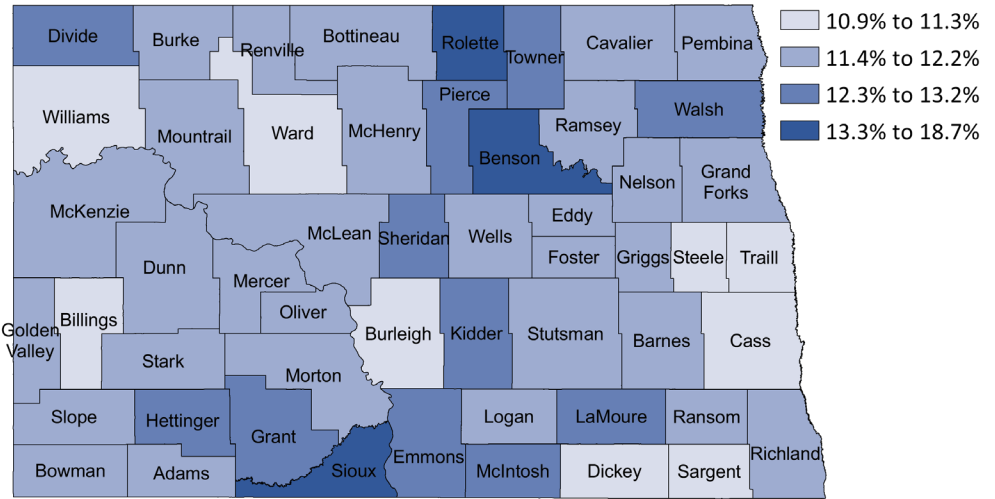 Divide
Burke
Renville
Bottineau
Rolette
Towner
Cavalier
Pembina
10.9% to 11.3%
11.4% to 12.2%
12.3% to 13.2%
13.3% to 18.7%
Williams
Mountrail
Ward
McHenry
Pierce
Benson
Ramsey
Walsh
McKenzie
McLean
Sheridan
Wells
Eddy
Foster
Nelson
Grand
Forks
Dunn
Mercer
Oliver
Griggs
Steele
Traill
Golden
Valley
Billings
Stark
Morton
Burleigh
Kidder
Stutsman
Barnes
Cass
Slope
Hettinger
Grant
Sioux
Emmons
Logan
LaMoure
Ransom
Richland
Bowman
Adams
McIntosh
Dickey
Sargent